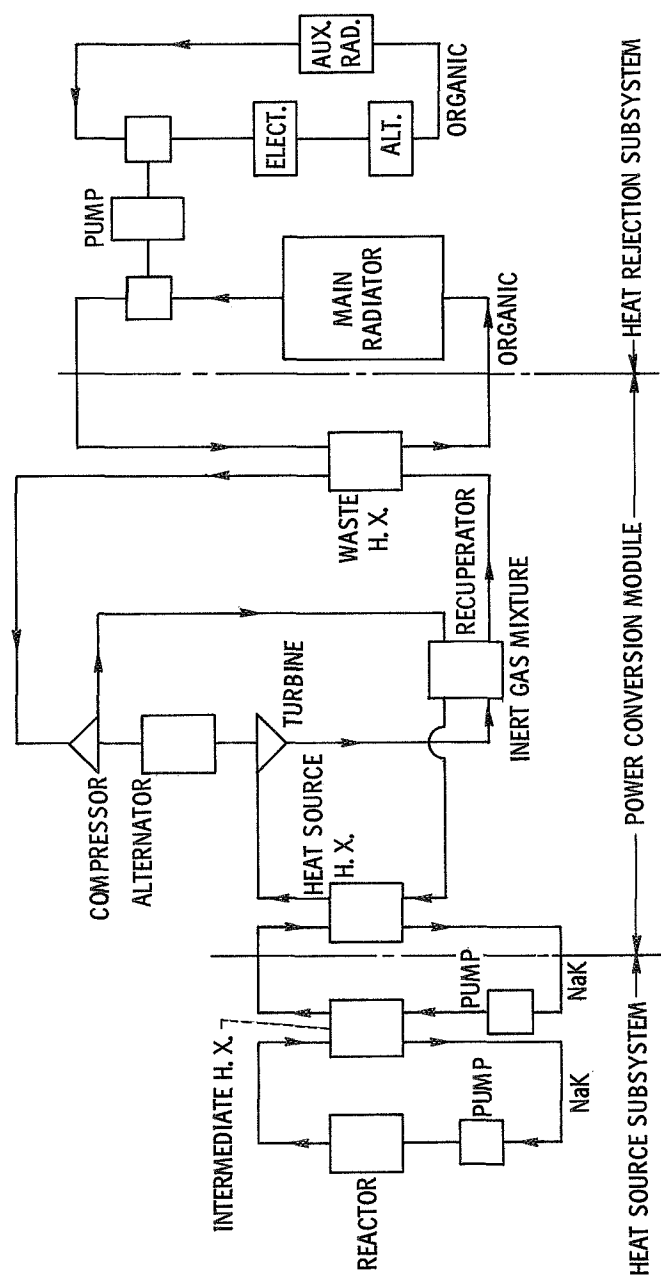 INTERMEDIATE H. X.
REACTOR
PUMP
NaK
PUMP
NaK
HEAT SOURCE
H. X.
COMPRESSOR
ALTERNATOR
TURBINE
RECUPERATOR
INERT GAS MIXTURE
WASTE
H. X.
MAIN
RADIATOR
ORGANIC
PUMP
ELECT.
ALT.
AUX.
RAD.
ORGANIC
HEAT SOURCE SUBSYSTEM
POWER CONVERSION MODULE
HEAT REJECTION SUBSYSTEM